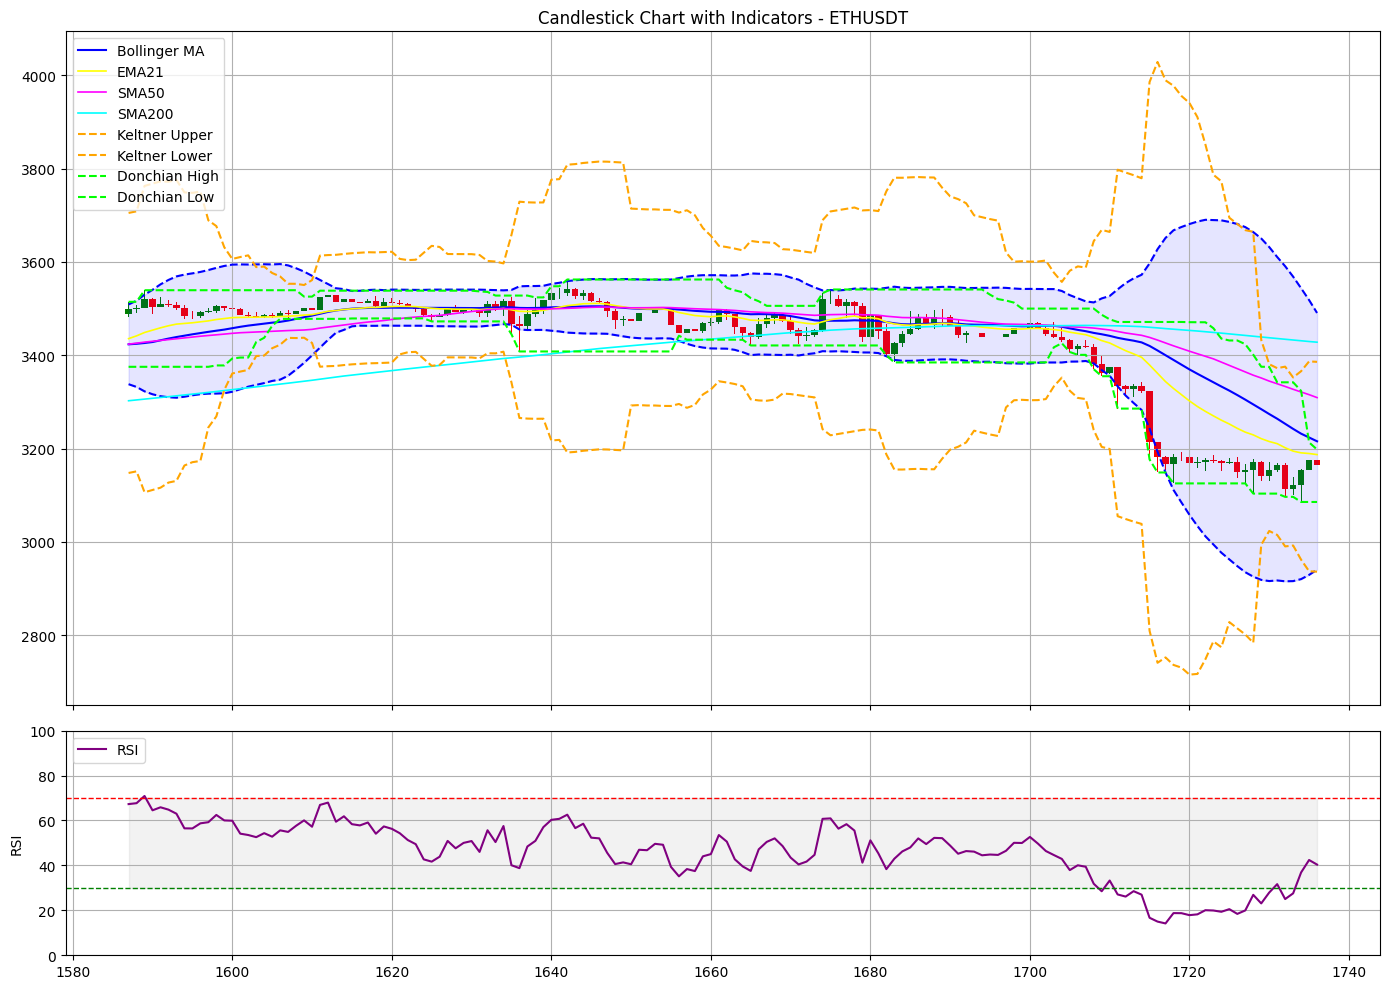 Candlestick Chart with Indicators - ETHUSDT
Bollinger MA
EMA21
SMA50
SMA200
Keltner Upper
Keltner Lower
Donchian High
Donchian Low
4000
3800
3600
3400
3200
3000
2800
RSI
RSI
100
80
60
40
20
0
1580 1600 1620 1640 1660 1680 1700 1720 1740